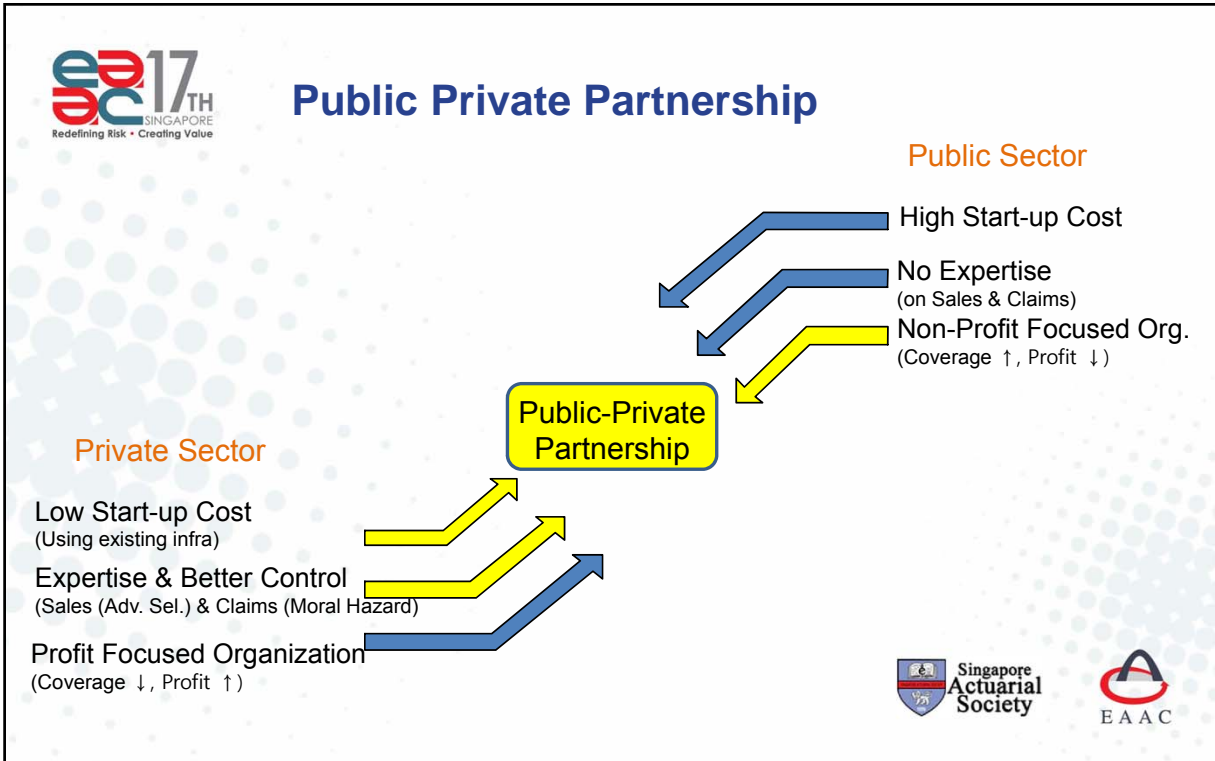 eaac 17TH
SINGAPORE
Redefining Risk • Creating Value
Public Private Partnership
Public Sector
High Start-up Cost
No Expertise
(on Sales & Claims)
Non-Profit Focused Org.
(Coverage ↑, Profit ↓)
Public-Private
Partnership
Private Sector
Low Start-up Cost
(Using existing infra)
Expertise & Better Control
(Sales (Adv. Sel.) & Claims (Moral Hazard)
Profit Focused Organization
(Coverage ↓, Profit ↑)
Singapore
Actuarial
Society
EAAC